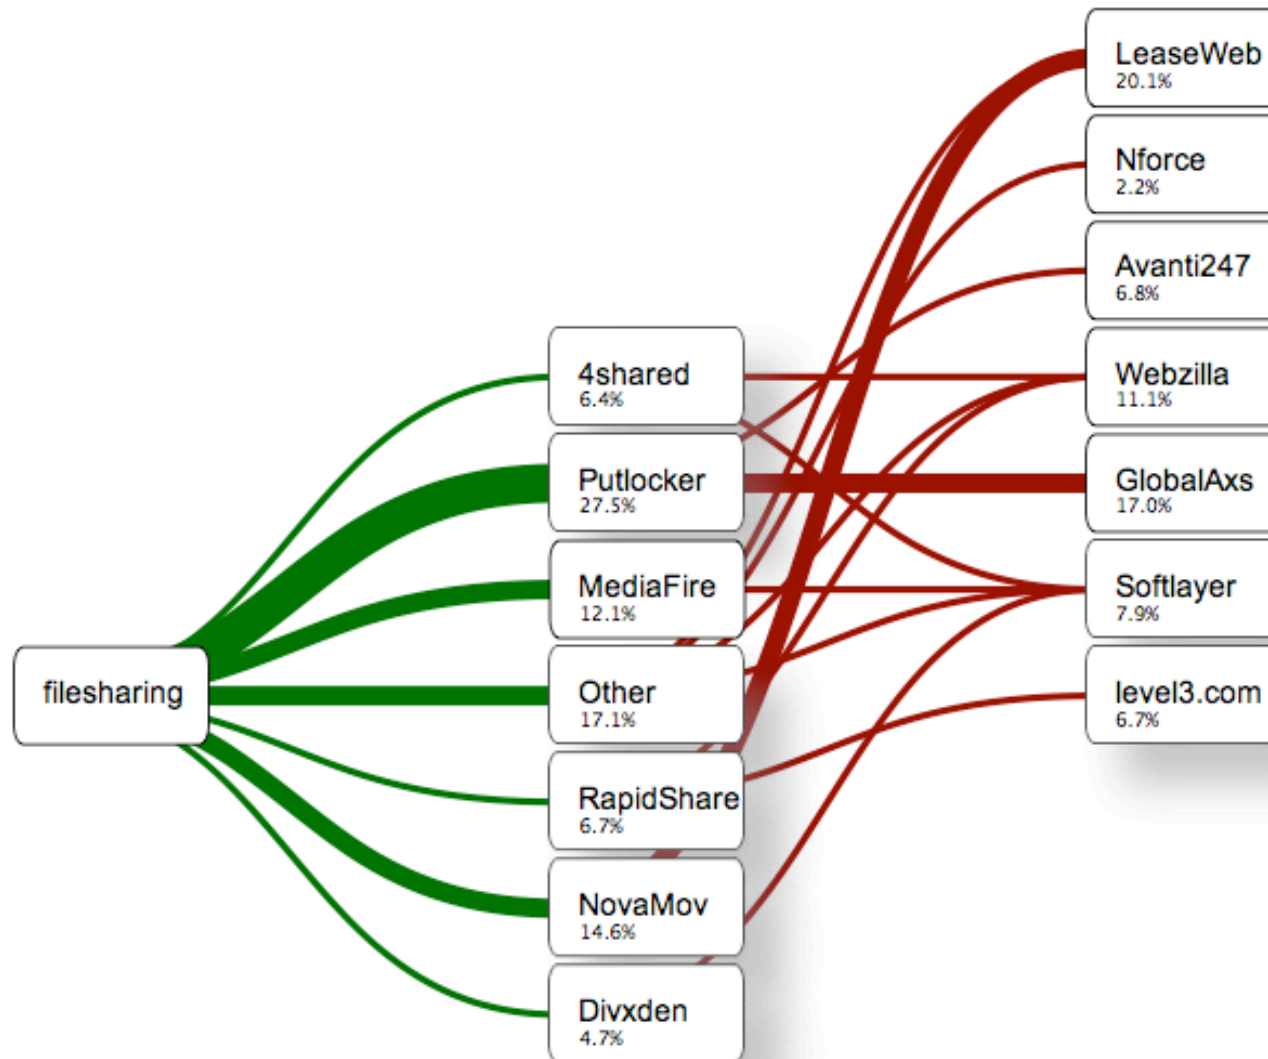 filesharing
4shared
6.4%
Putlocker
27.5%
MediaFire
12.1%
Other
17.1%
RapidShare
6.7%
NovaMov
14.6%
Divxden
4.7%
LeaseWeb
20.1%
Nforce
2.2%
Avanti247
6.8%
Webzilla
11.1%
GlobalAxs
17.0%
Softlayer
7.9%
level3.com
6.7%